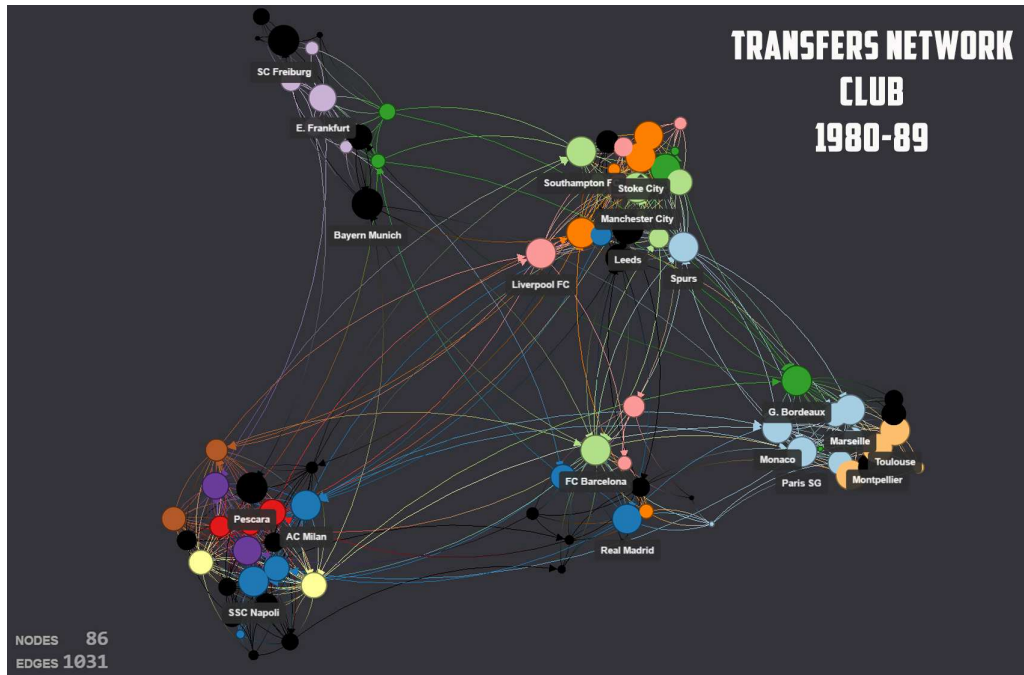 TRANSFERS NETWORK
CLUB
1980-89
SC Freiburg
E. Frankfurt
Bayern Munich
Southampton F
Stoke City
Manchester City
Leeds
Liverpool FC
Spurs
G. Bordeaux
Marseille
Monaco
Toulouse
Paris SG
Montpellier
FC Barcelona
Real Madrid
Pescara
AC Milan
SSC Napoli
NODES 86
EDGES 1031